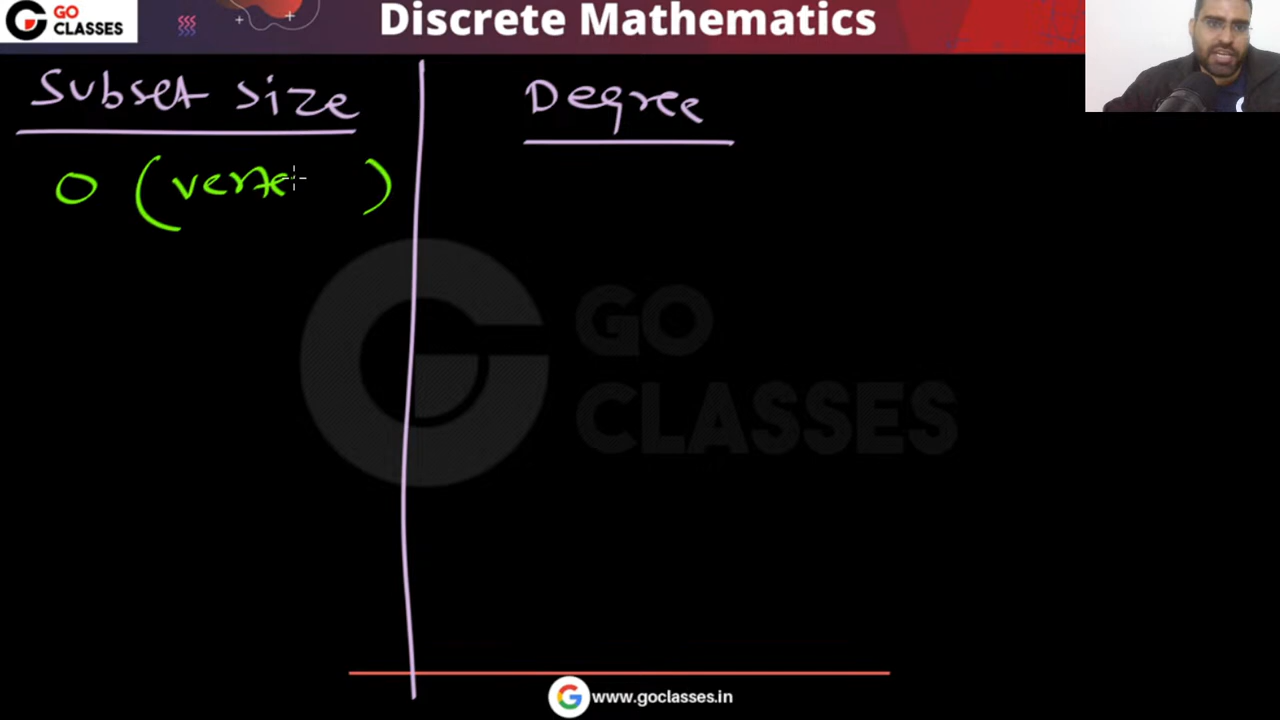 GO
CLASSES
Discrete Mathematics
Subset size
Degree
0 (verte )
GO
CLASSES
www.goclasses.in